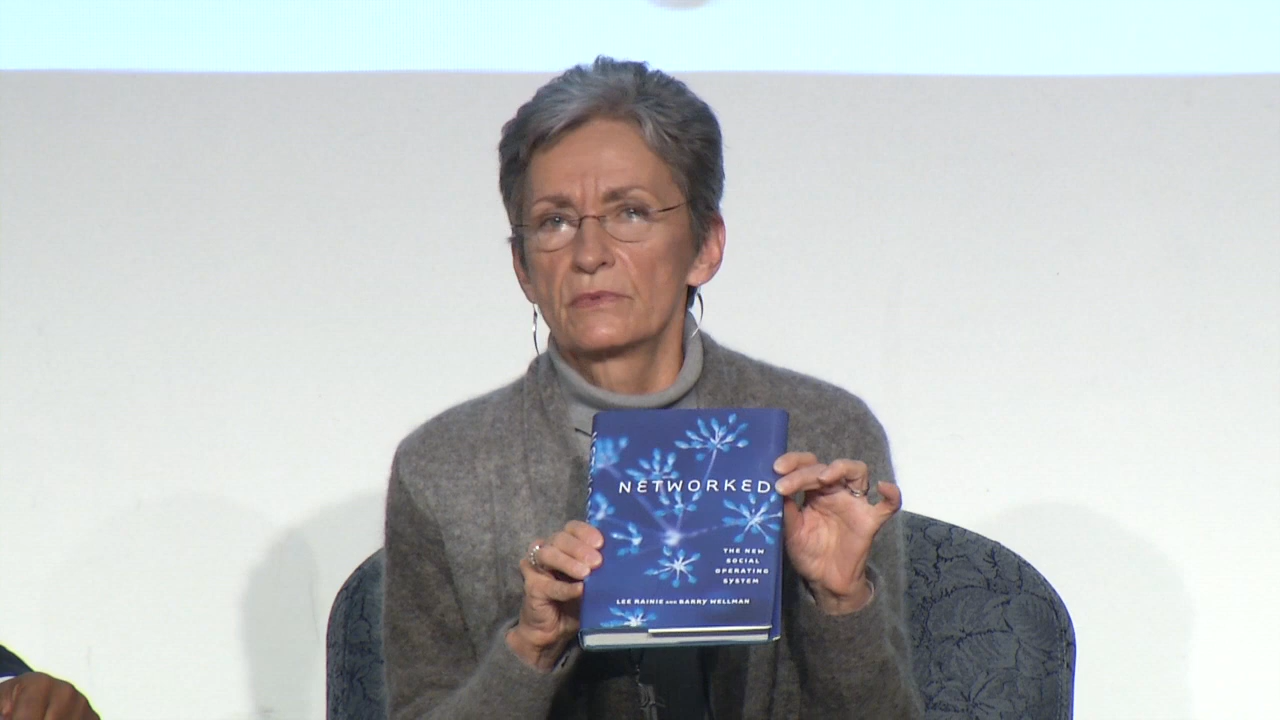 NETWORKED
THE NEW
SOCIAL
OPERATING
SYSTEM
LEE RAINIE AND BARRY WELLMAN